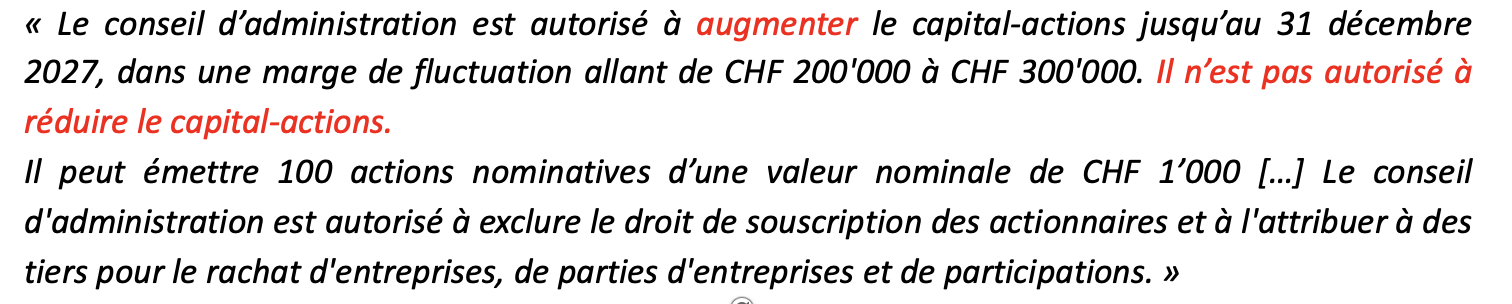 « Le conseil d’administration est autorisé à augmenter le capital-actions jusqu’au 31 décembre
2027, dans une marge de fluctuation allant de CHF 200'000 à CHF 300'000. Il n’est pas autorisé à
réduire le capital-actions.
Il peut émettre 100 actions nominatives d’une valeur nominale de CHF 1’000 […] Le conseil
d'administration est autorisé à exclure le droit de souscription des actionnaires et à l'attribuer à des
tiers pour le rachat d'entreprises, de parties d'entreprises et de participations. »